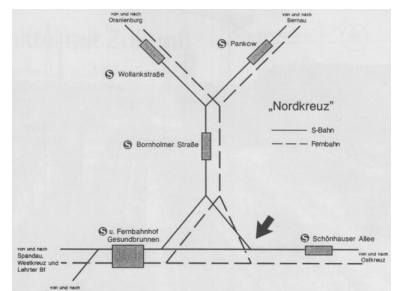 von und nach
Oranienburg
von und nach
Bernau
S Pankow
S Wollankstraße
„Nordkreuz"
S-Bahn
Fernbahn
S Bornholmer Straße
S u. Fernbahnhof
Gesundbrunnen
S Schönhauser Allee
von und nach
Spandau,
Westkreuz und
Lehrter Bf
von und nach
Ostkreuz
von und nach